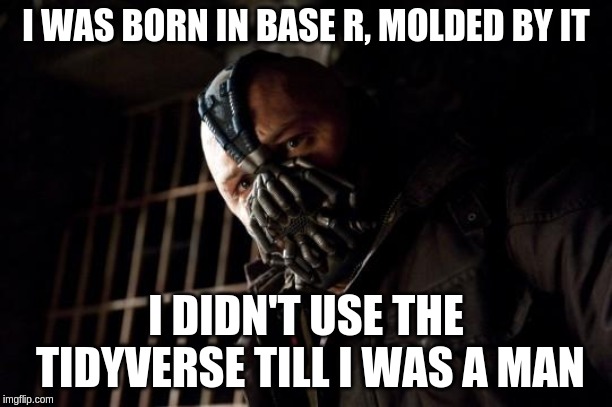 I WAS BORN IN BASE R, MOLDED BY IT
I DIDN'T USE THE
TIDYVERSE TILL I WAS A MAN
imgflip.com